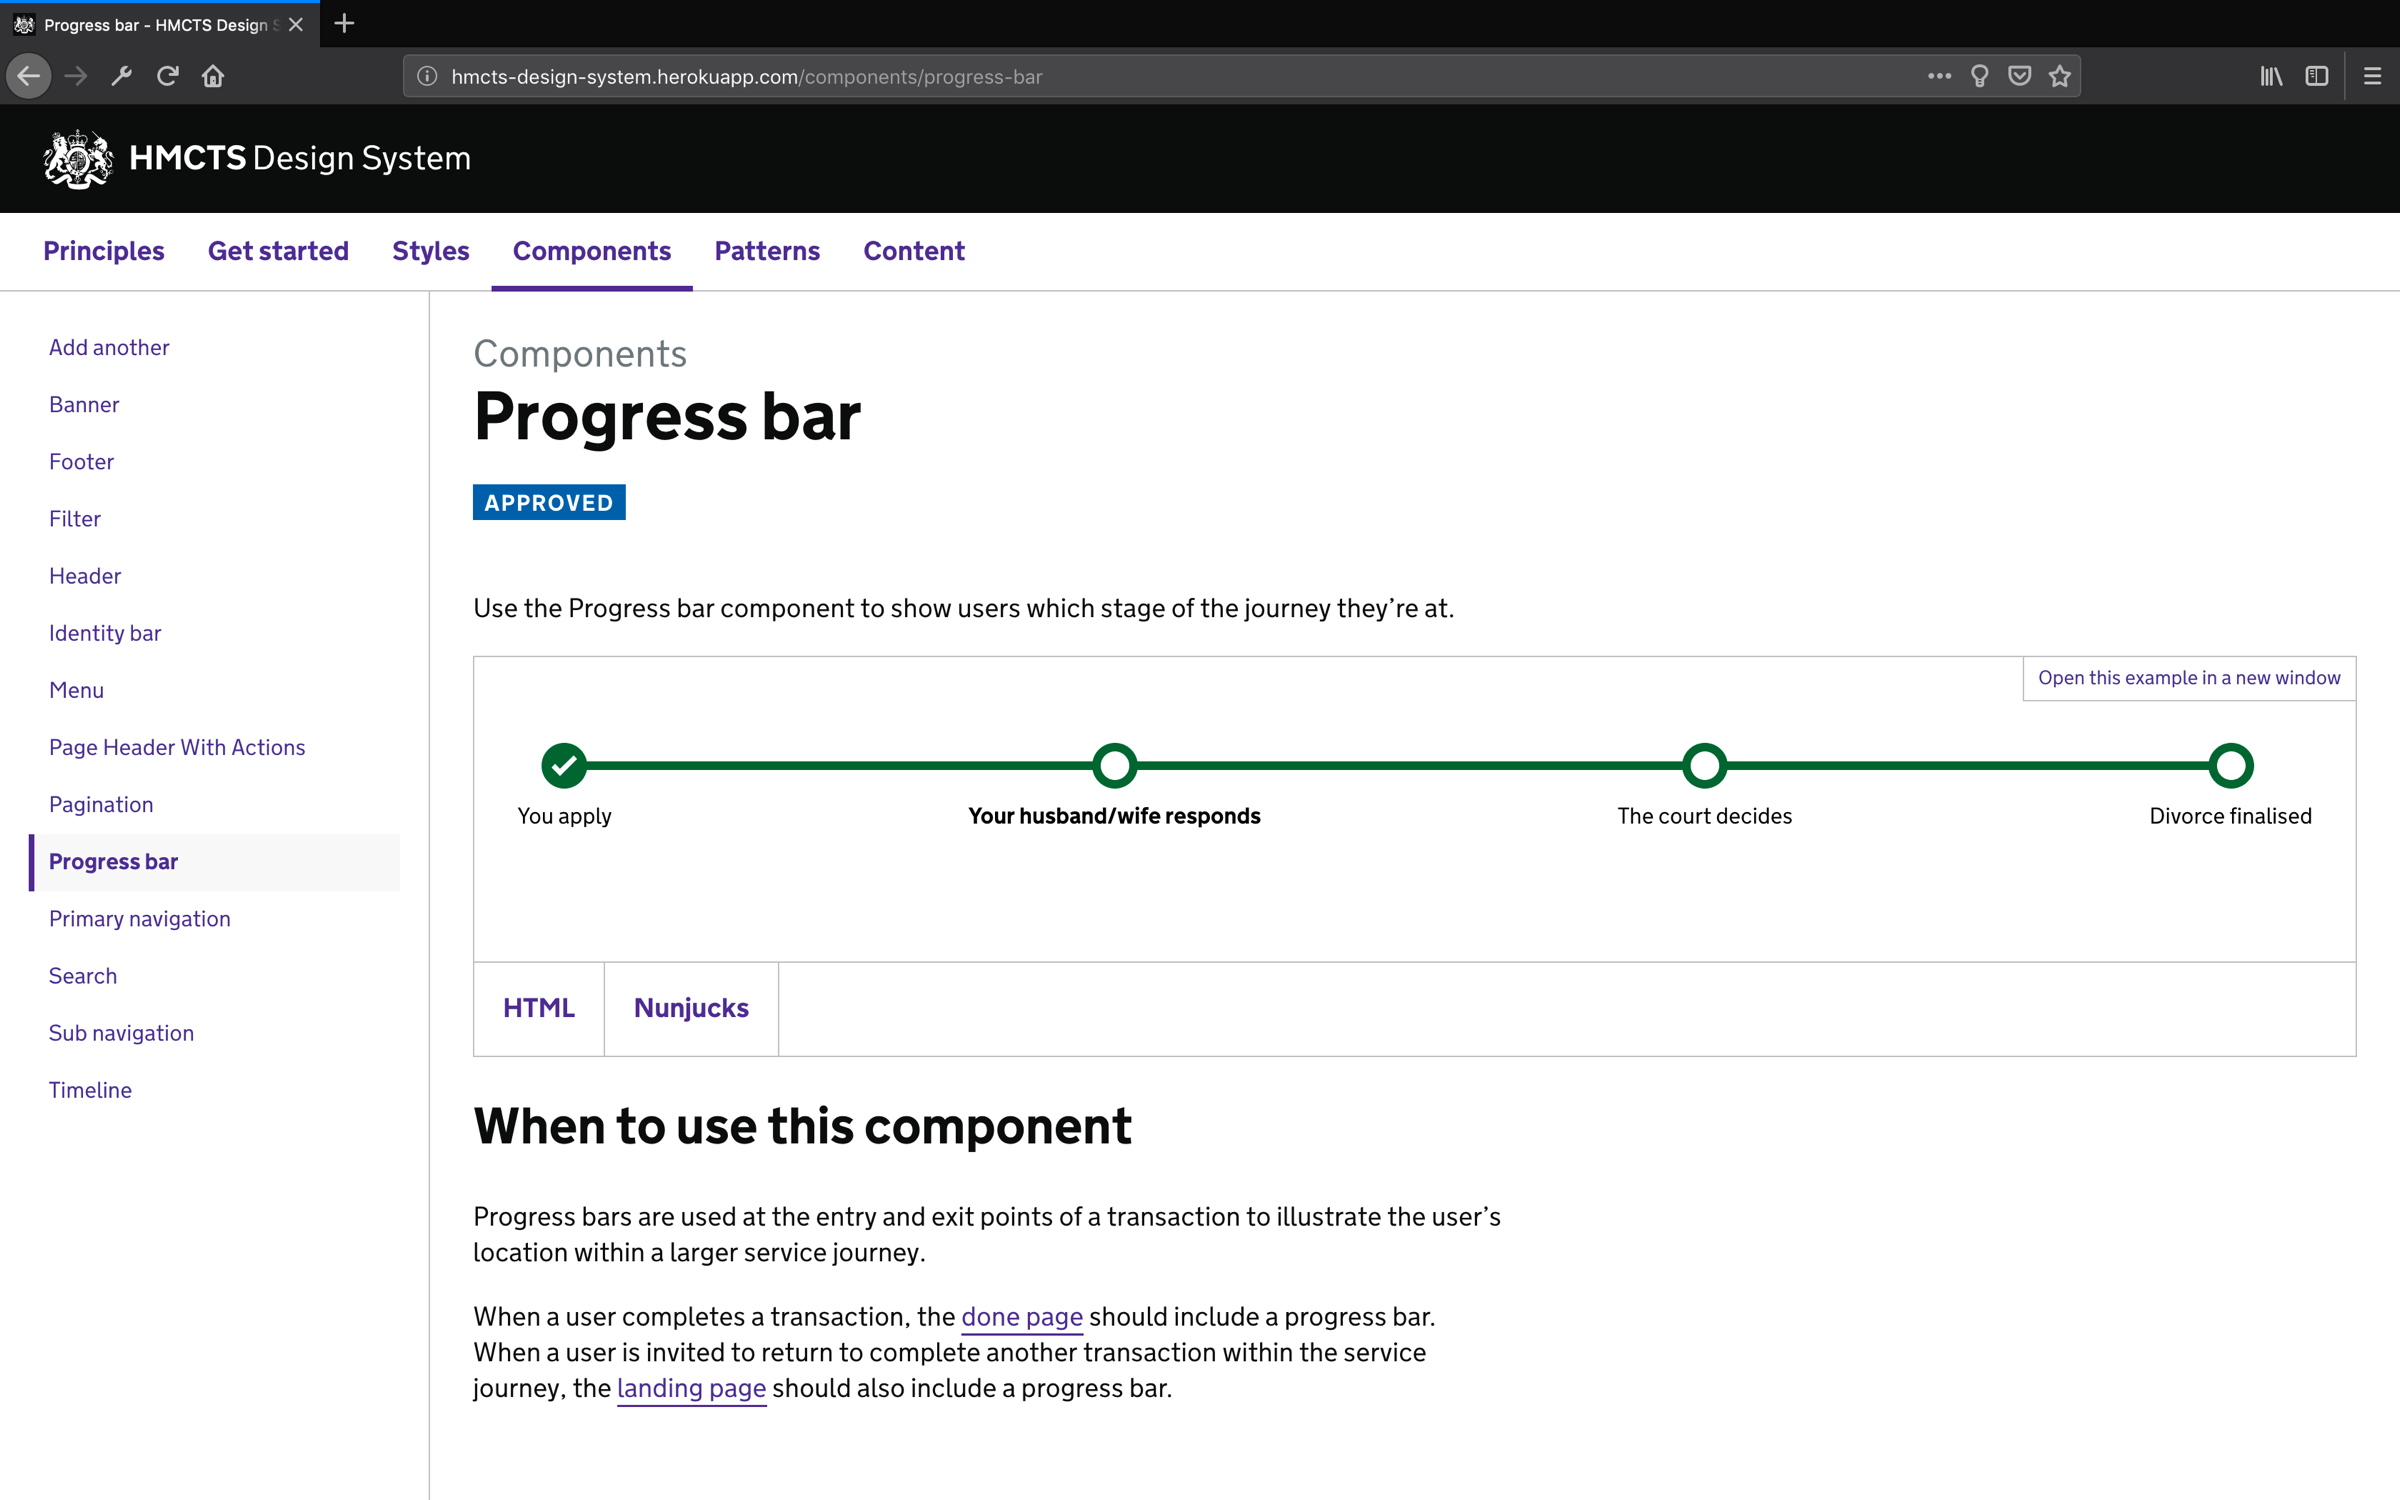 Progress bar - HMCTS Design S
hmcts-design-system.herokuapp.com/components/progress-bar
HMCTS Design System
Principles Get started Styles Components Patterns Content
Add another
Banner
Footer
Filter
Header
Identity bar
Menu
Page Header With Actions
Pagination
Progress bar
Primary navigation
Search
Sub navigation
Timeline
Components
Progress bar
APPROVED
Use the Progress bar component to show users which stage of the journey they’re at.
Open this example in a new window
You apply Your husband/wife responds The court decides Divorce finalised
HTML Nunjucks
When to use this component
Progress bars are used at the entry and exit points of a transaction to illustrate the user’s
location within a larger service journey.
When a user completes a transaction, the done page should include a progress bar.
When a user is invited to return to complete another transaction within the service
journey, the landing page should also include a progress bar.